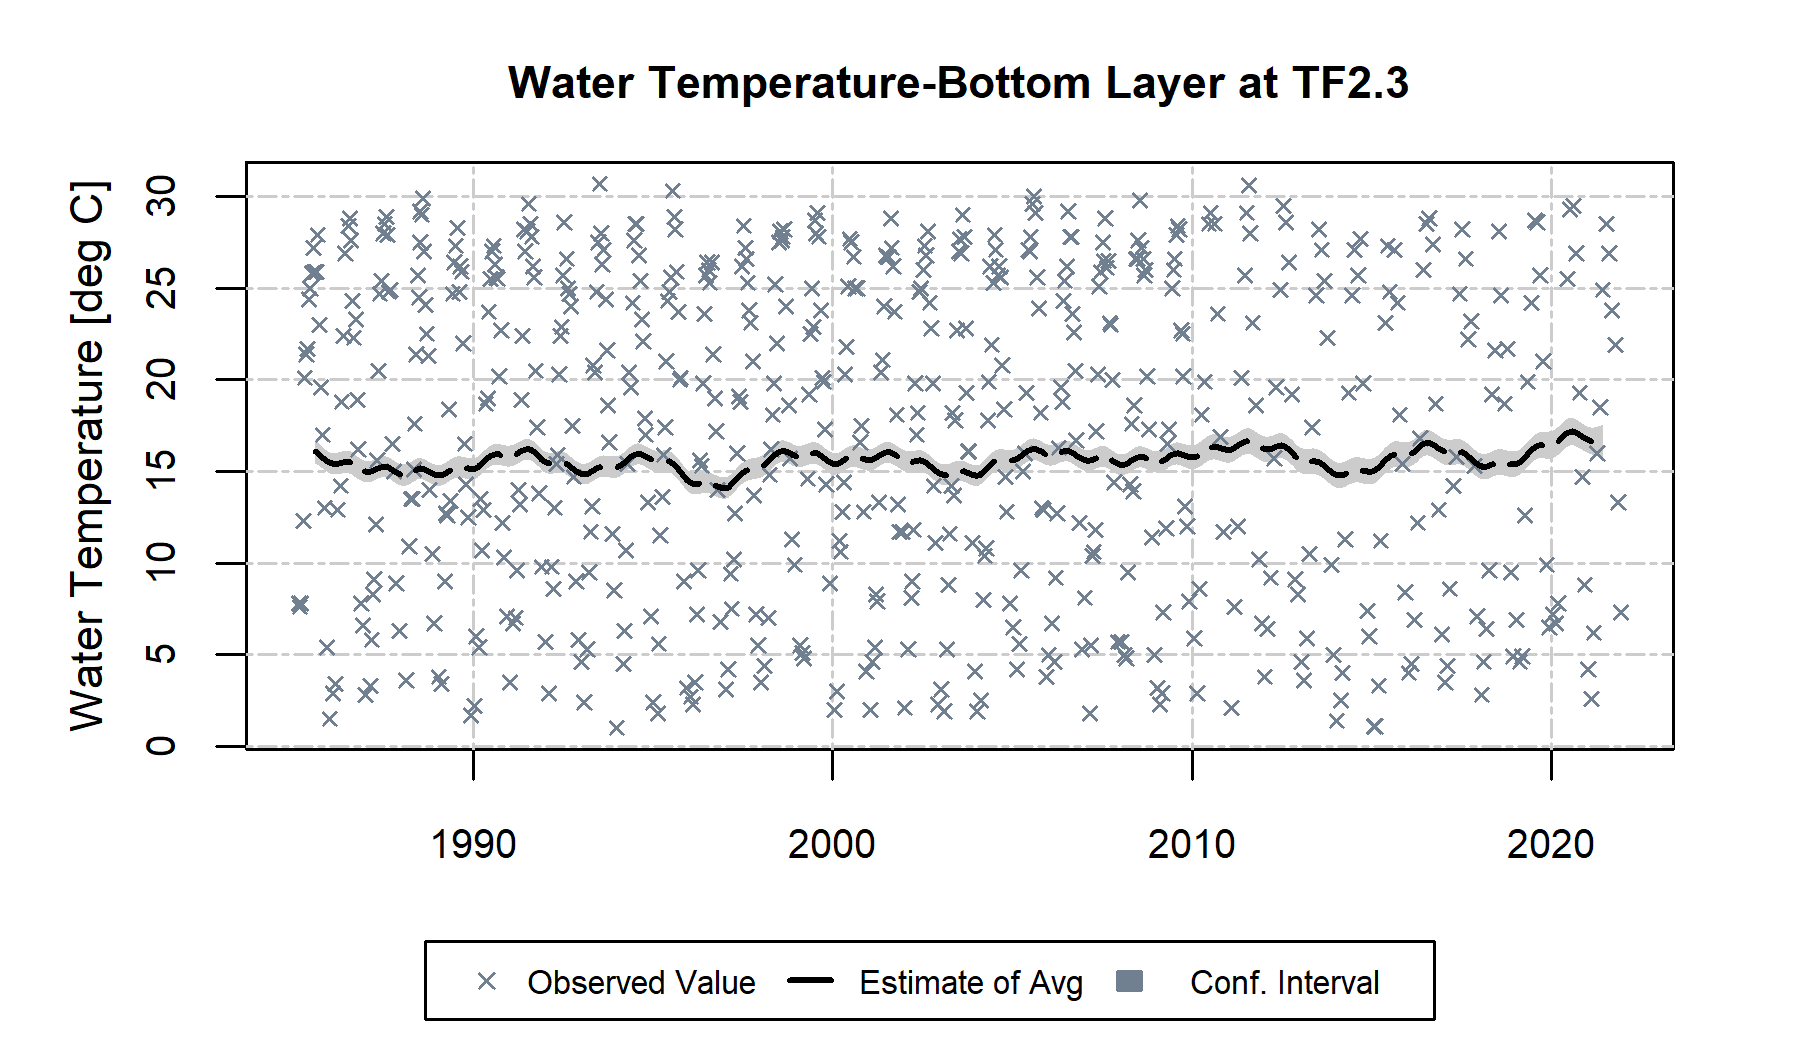 Water Temperature-Bottom Layer at TF2.3
Water Temperature [deg C]
30
25
20
15
10
5
0
1990 2000 2010 2020
Observed Value Estimate of Avg Conf. Interval